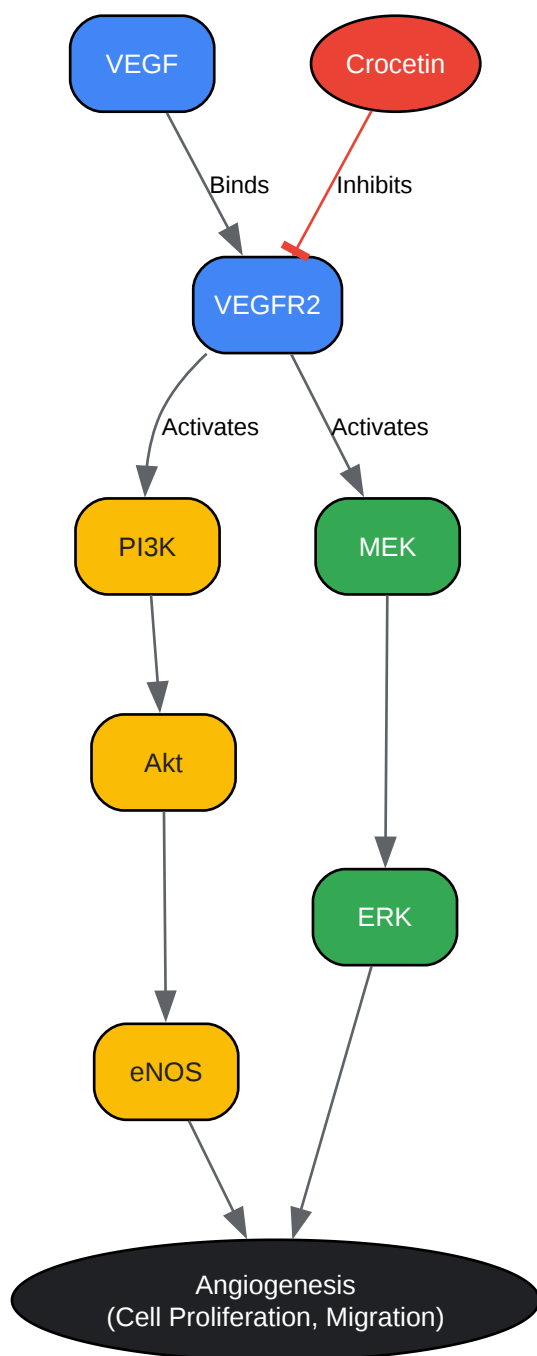 VEGF
Crocetin
Binds
Inhibits
VEGFR2
Activates
Activates
PI3K
MEK
Akt
ERK
eNOS
Angiogenesis
(Cell Proliferation, Migration)